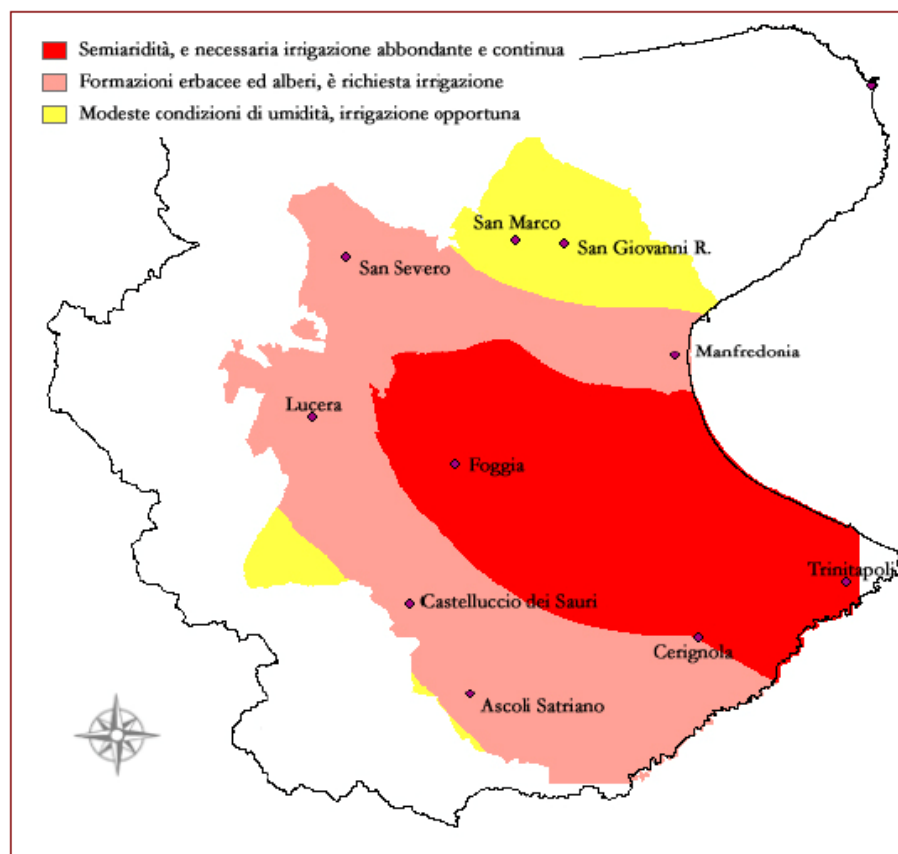 Semiaridità, e necessaria irrigazione abbondante e continua
Formazioni erbacee ed alberi, è richiesta irrigazione
Modeste condizioni di umidità, irrigazione opportuna
San Marco
San Giovanni R.
San Severo
Manfredonia
Lucera
Foggia
Trinitapoli
Castelluccio dei Sauri
Cerignola
Ascoli Satriano